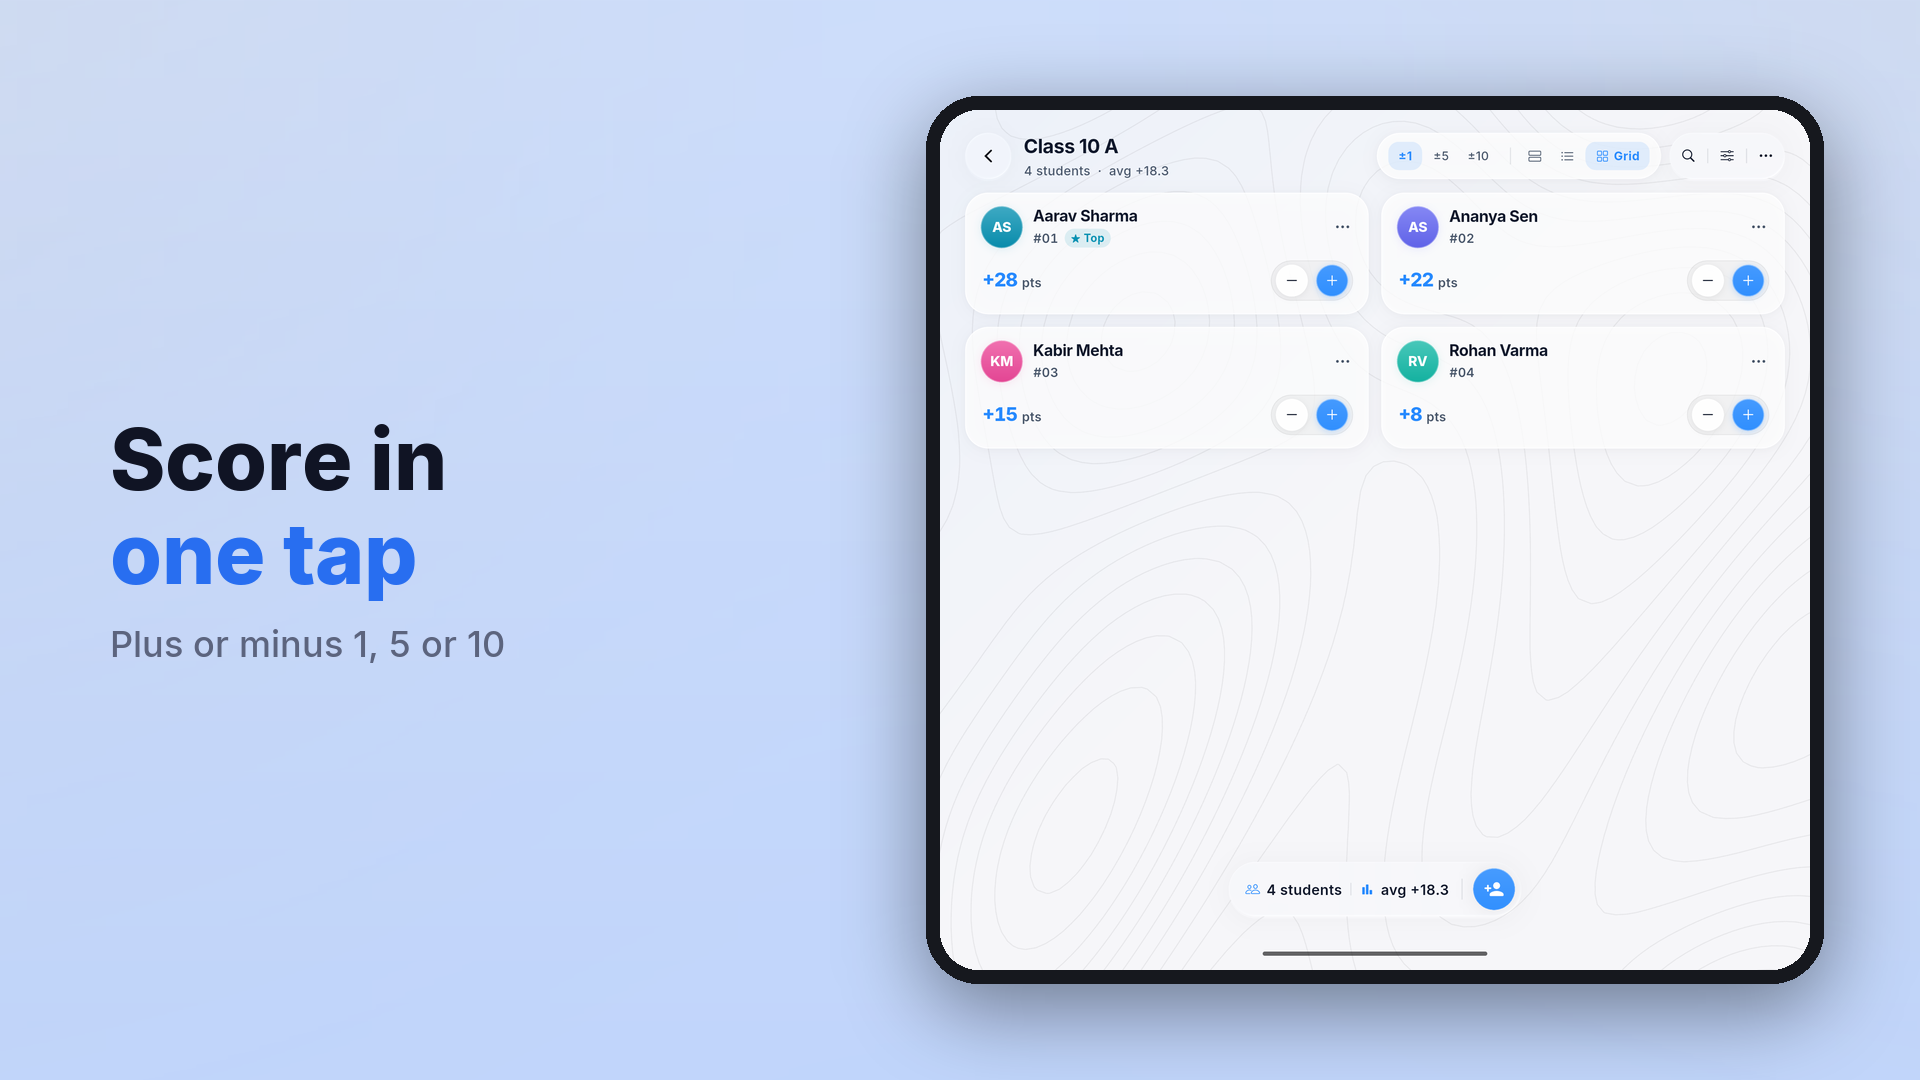 Score in
one tap
Plus or minus 1, 5 or 10
Class 10 A
4 students · avg +18.3
±1 ±5 ±10 Grid
AS Aarav Sharma
#01 ★ Top
+28 pts
AS Ananya Sen
#02
+22 pts
KM Kabir Mehta
#03
+15 pts
RV Rohan Varma
#04
+8 pts
4 students avg +18.3